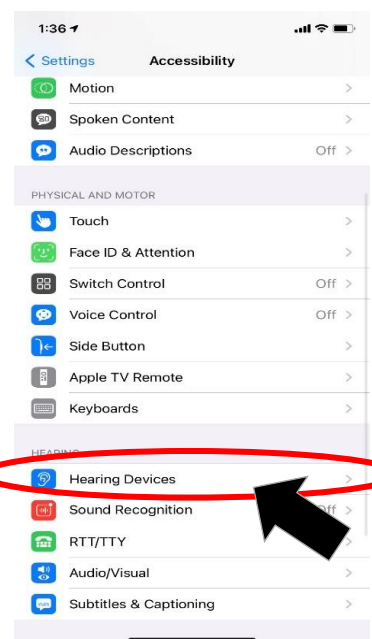 1:36
Settings Accessibility
Motion
Spoken Content
Audio Descriptions Off
PHYSICAL AND MOTOR
Touch
Face ID & Attention
Switch Control Off
Voice Control Off
Side Button
Apple TV Remote
Keyboards
HEARING
Hearing Devices
Sound Recognition Off
RTT/TTY
Audio/Visual
Subtitles & Captioning